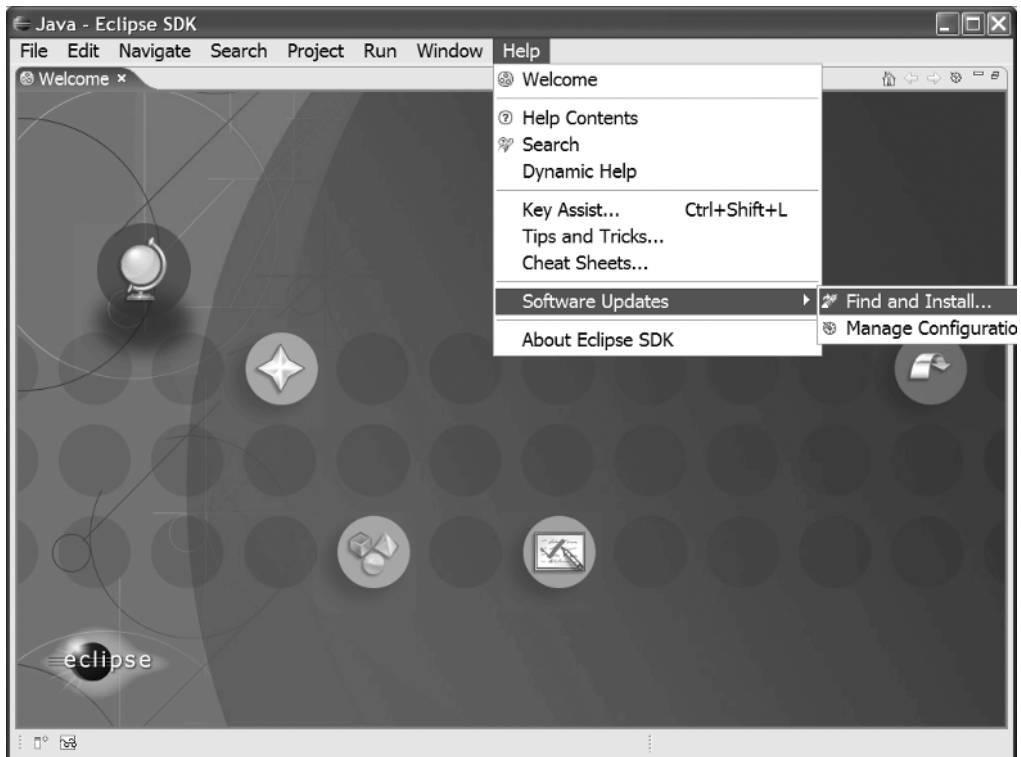 Java - Eclipse SDK
File Edit Navigate Search Project Run Window Help
Welcome
Welcome
Help Contents
Search
Dynamic Help
Key Assist... Ctrl+Shift+L
Tips and Tricks...
Cheat Sheets...
Software Updates
Find and Install...
Manage Configuratio
About Eclipse SDK
eclipse